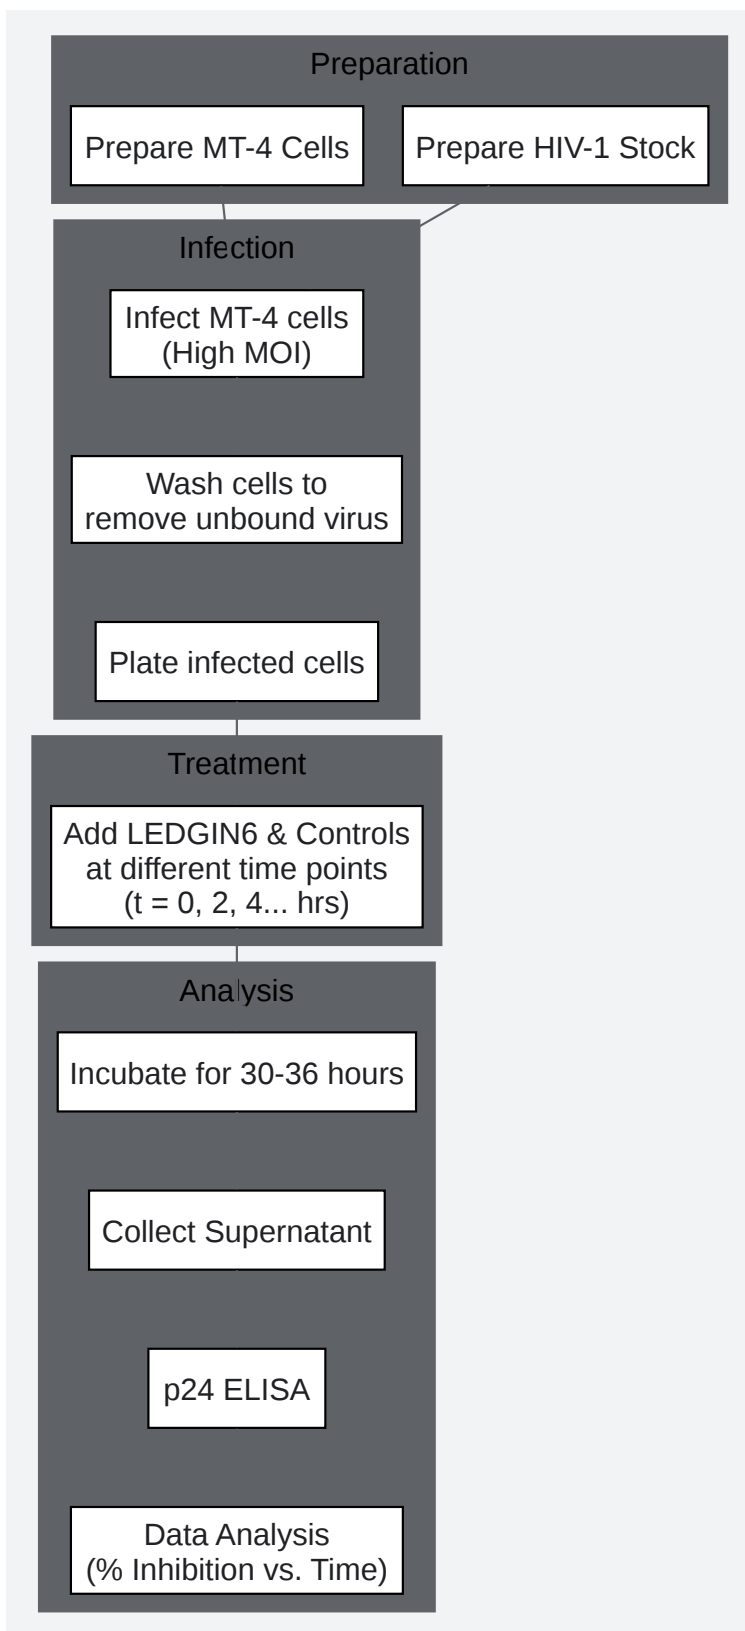 Preparation
Prepare MT-4 Cells
Prepare HIV-1 Stock
Infection
Infect MT-4 cells
(High MOI)
Wash cells to
remove unbound virus
Plate infected cells
Treatment
Add LEDGIN6 & Controls
at different time points
(t = 0, 2, 4... hrs)
Analysis
Incubate for 30-36 hours
Collect Supernatant
p24 ELISA
Data Analysis
(% Inhibition vs. Time)